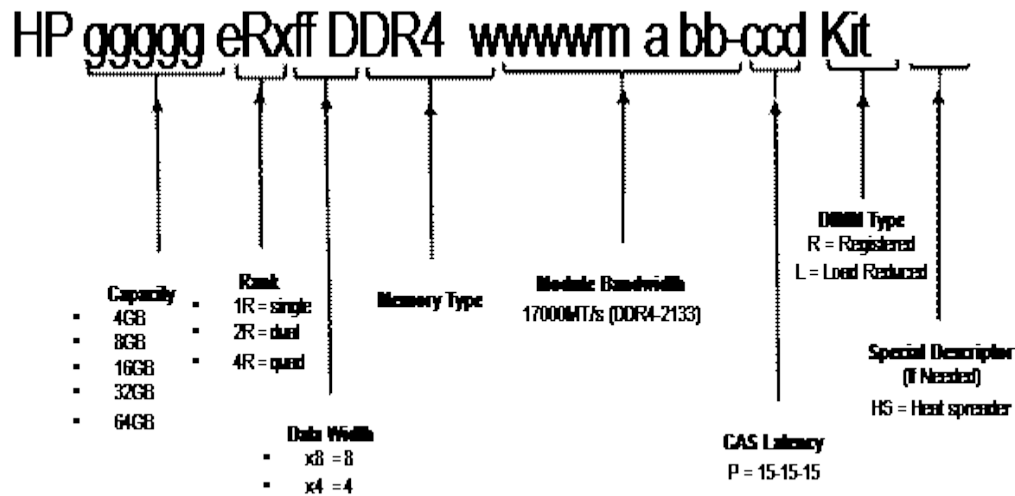 HP ggggg eRxff DDR4 wwwwm a bb-ccd Kit
DIMM Type
R = Registered
L = Load Reduced
Capacity
▪ 4GB
▪ 8GB
▪ 16GB
▪ 32GB
▪ 64GB
Rank
▪ 1R = single
▪ 2R = dual
▪ 4R = quad
Memory Type
Module Bandwidth
17000MT/s (DDR4-2133)
Special Descriptor
(If Needed)
HS = Heat spreader
Data Width
▪ x8 = 8
▪ x4 = 4
CAS Latency
P = 15-15-15